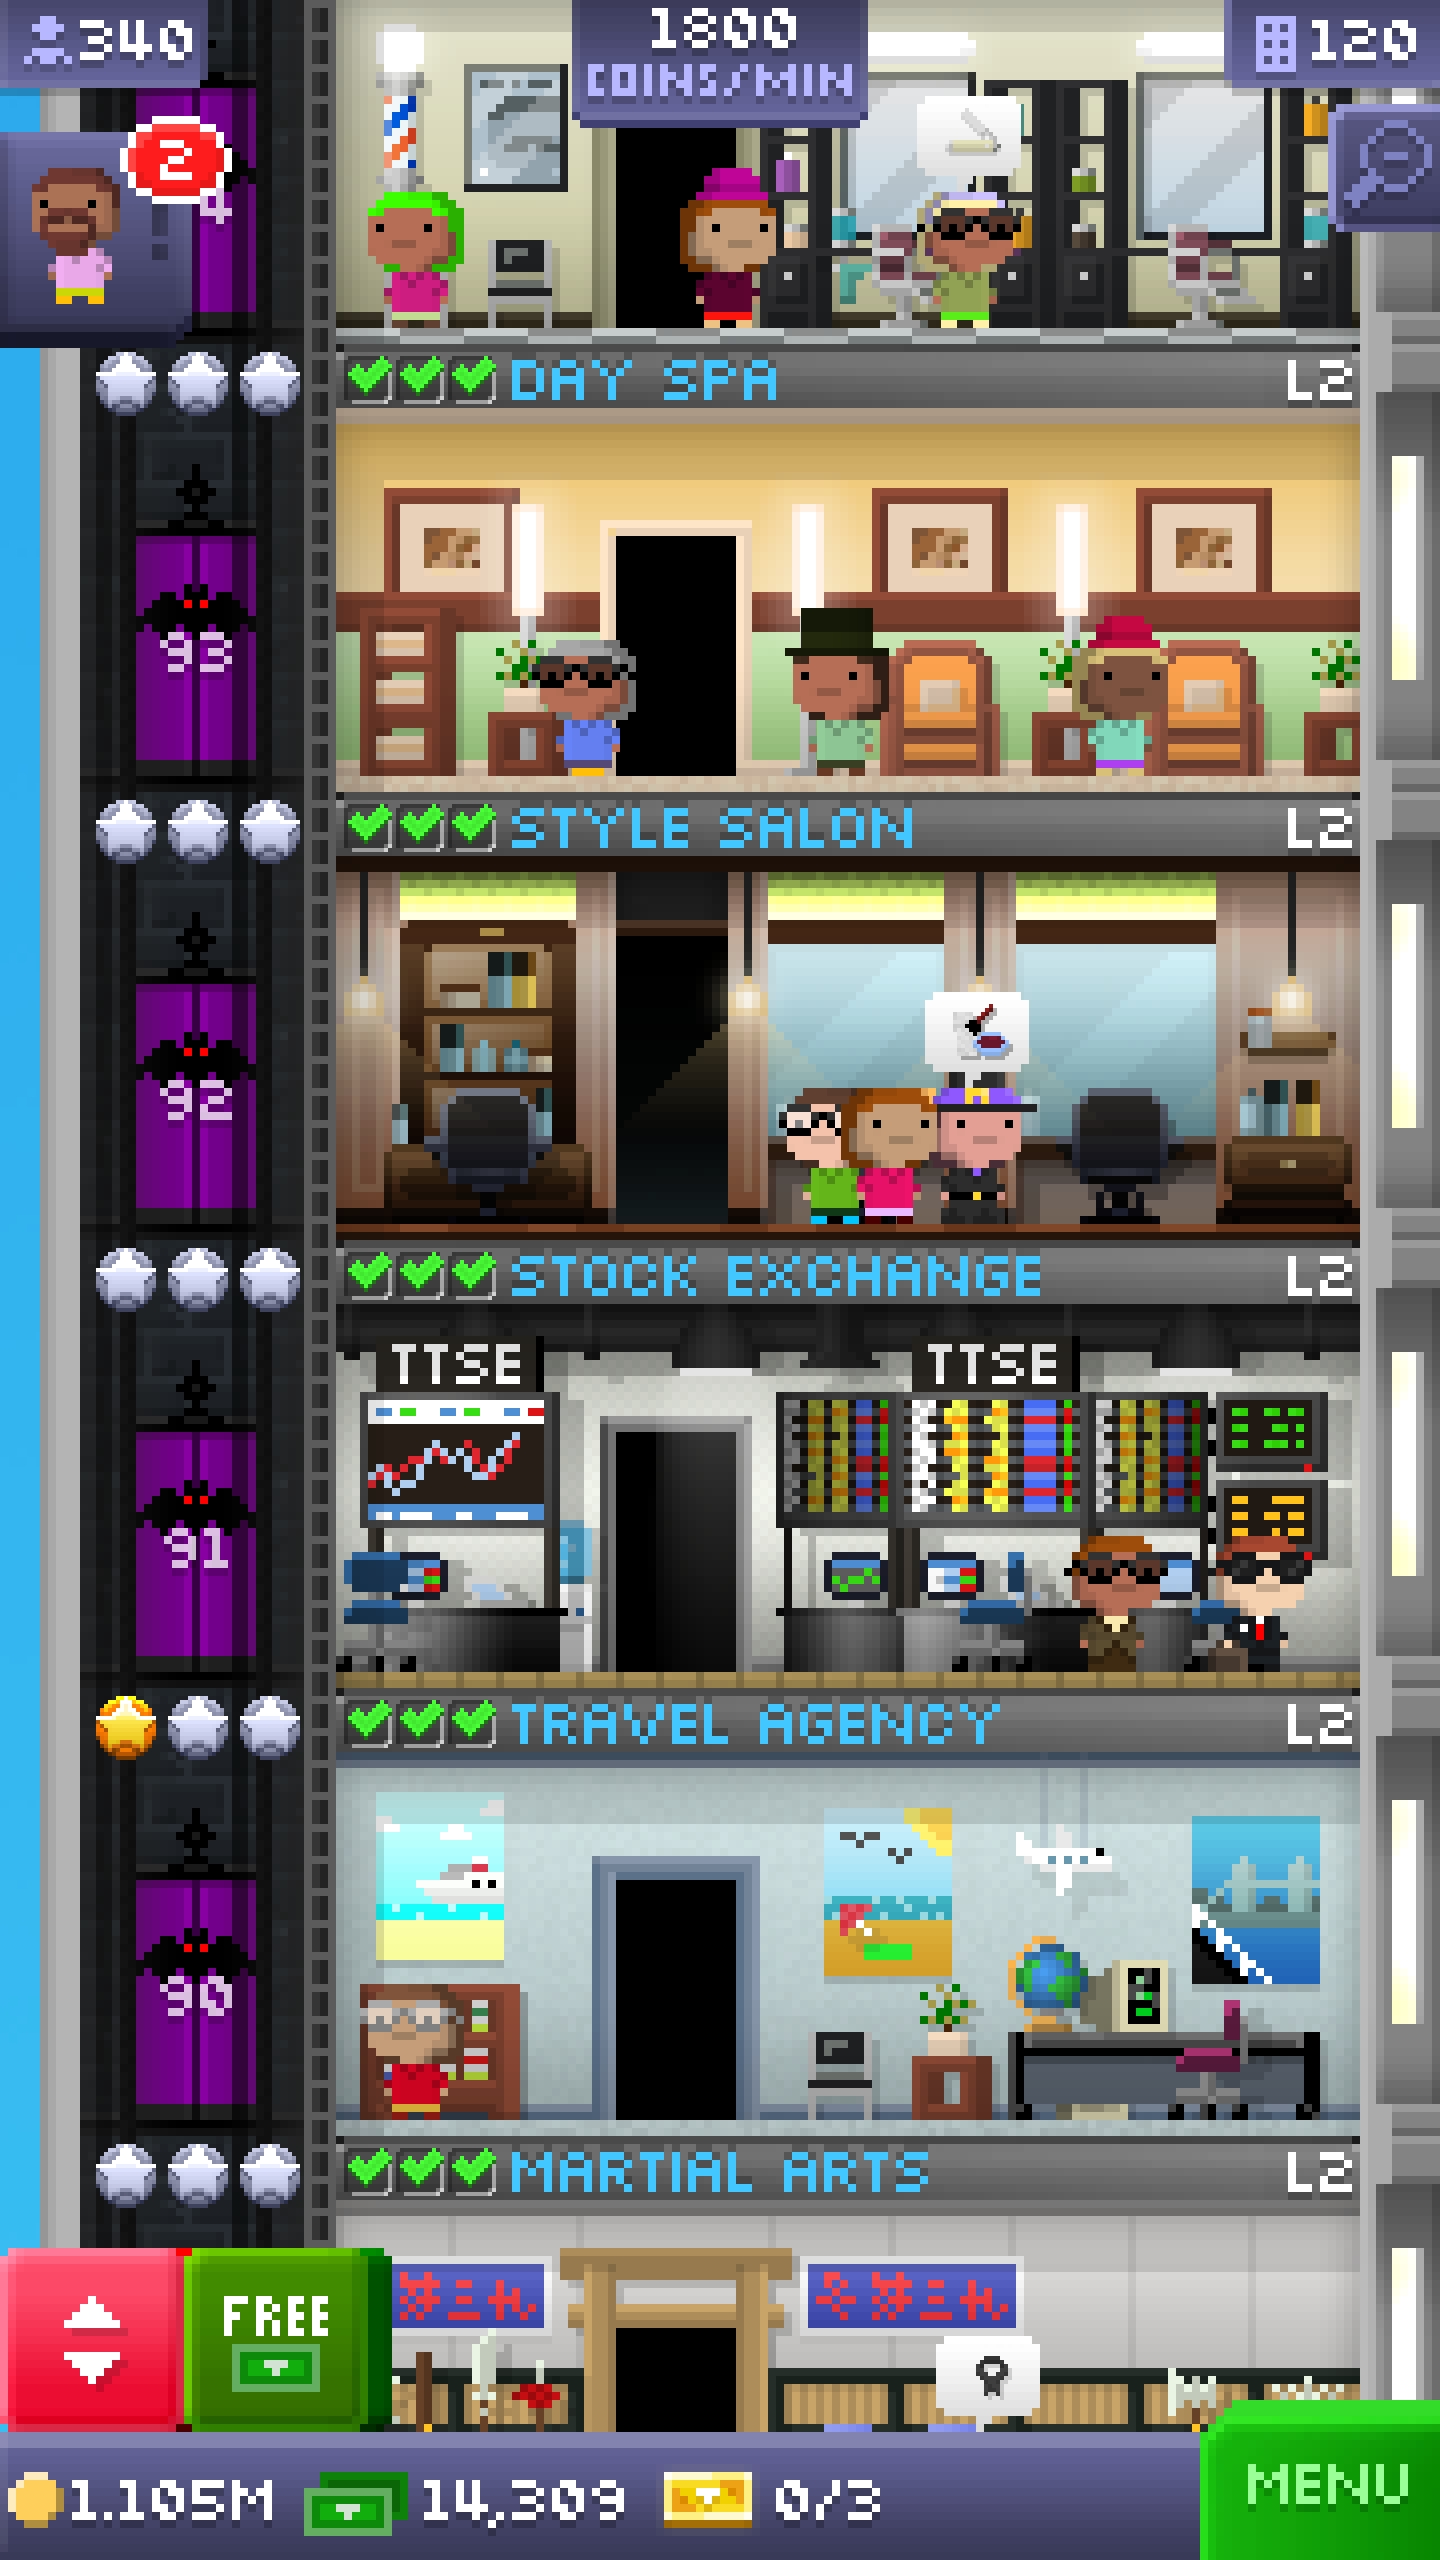 340
1800
COINS/MIN
120
2
4
DAY SPA L2
93
STYLE SALON L2
92
STOCK EXCHANGE L2
TTSE TTSE
91
TRAVEL AGENCY L2
90
MARTIAL ARTS L2
FREE
1.105M 14,309 0/3
MENU